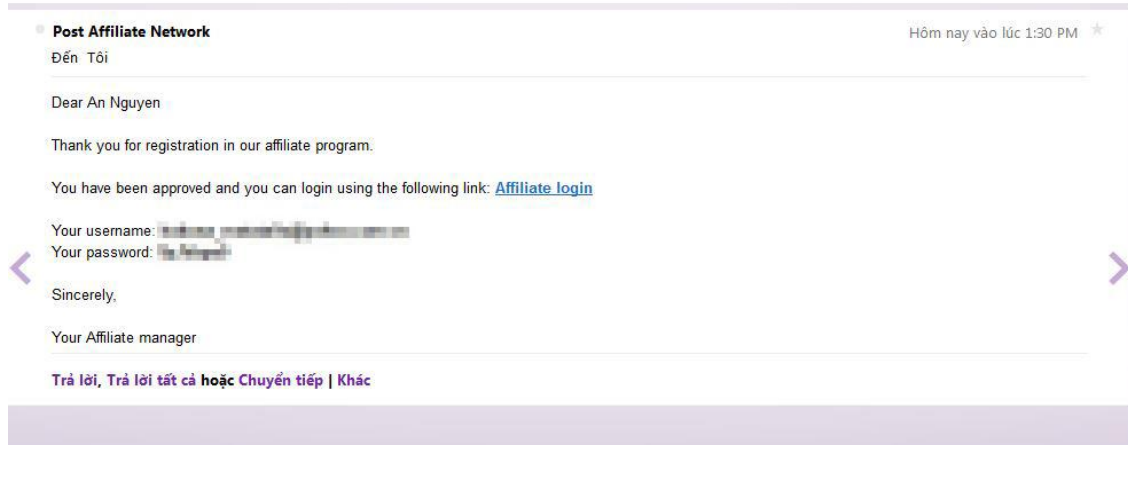 Post Affiliate Network
Hôm nay vào lúc 1:30 PM
Đến Tôi
Dear An Nguyen
Thank you for registration in our affiliate program.
You have been approved and you can login using the following link: Affiliate login
Your username:
Your password:
Sincerely,
Your Affiliate manager
Trả lời, Trả lời tất cả hoặc Chuyển tiếp | Khác